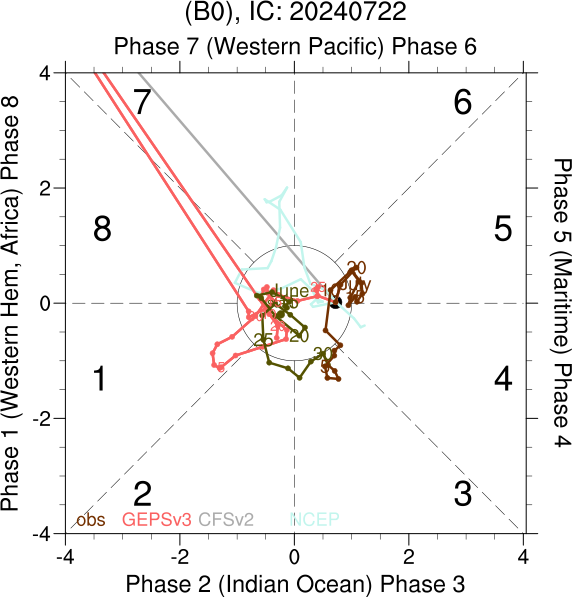 (B0), IC: 20240722
Phase 7 (Western Pacific) Phase 6
Phase 1 (Western Hem, Africa) Phase 8
4
2
0
-2
-4
7
6
8
5
1
4
2
3
20
July
June
25
20
30
5
obs
GEPSv3
CFSv2
NCEP
-4
-2
0
2
4
Phase 2 (Indian Ocean) Phase 3
Phase 5 (Maritime) Phase 4